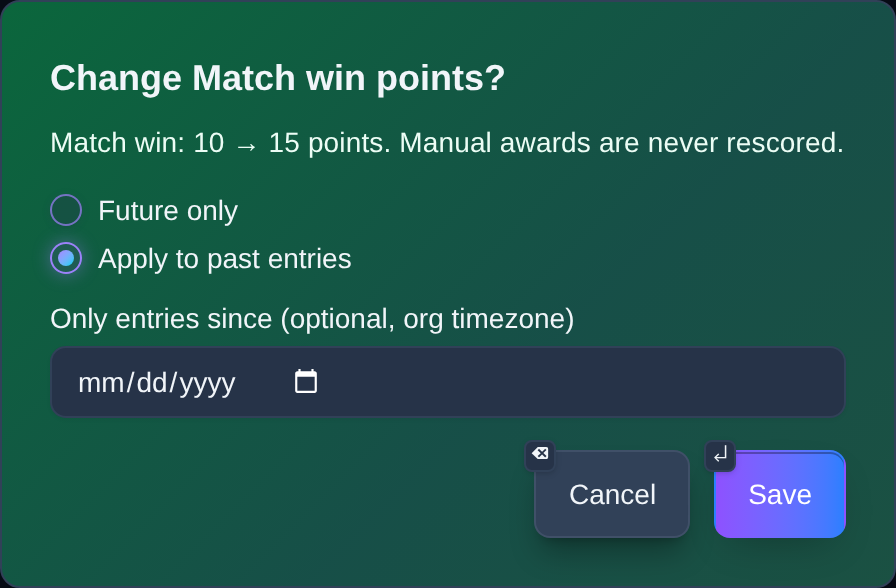 Change Match win points?
Match win: 10 → 15 points. Manual awards are never rescored.
Future only
Apply to past entries
Only entries since (optional, org timezone)
mm/dd/yyyy
Cancel
Save